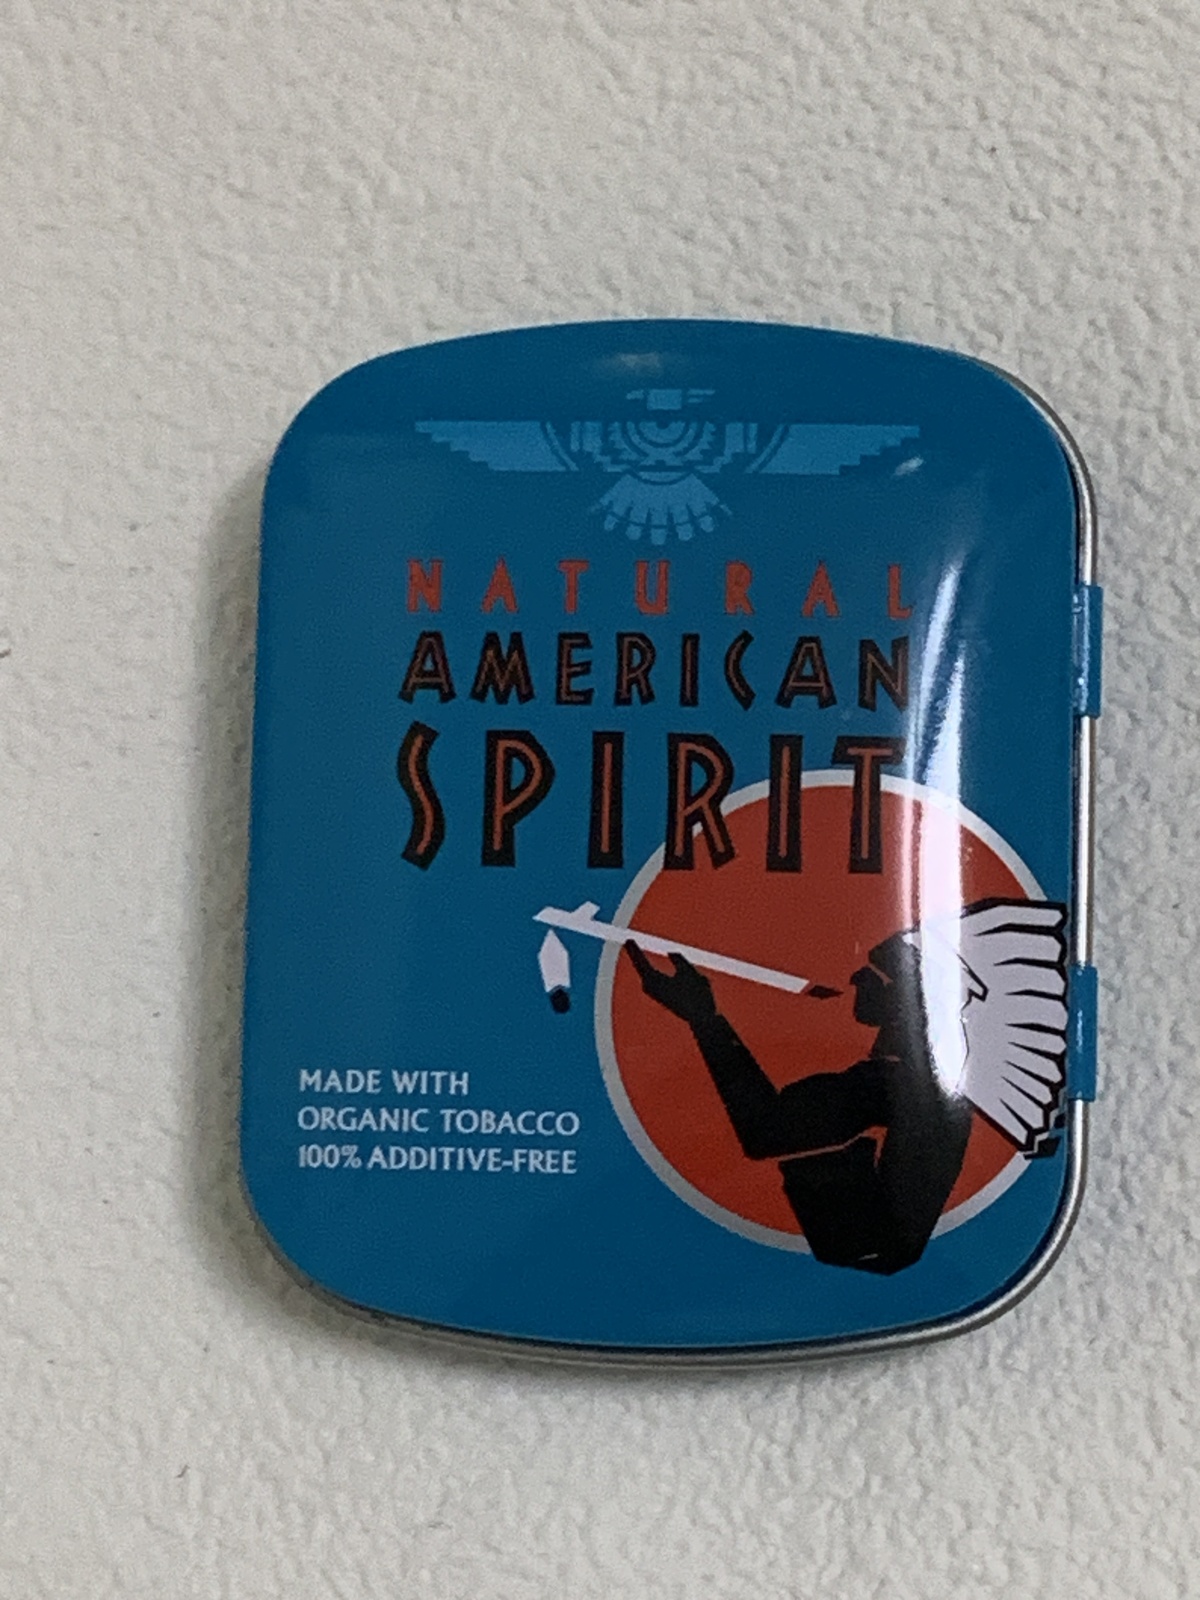 NATURAL
AMERICAN
SPIRIT
MADE WITH
ORGANIC TOBACCO
100% ADDITIVE-FREE